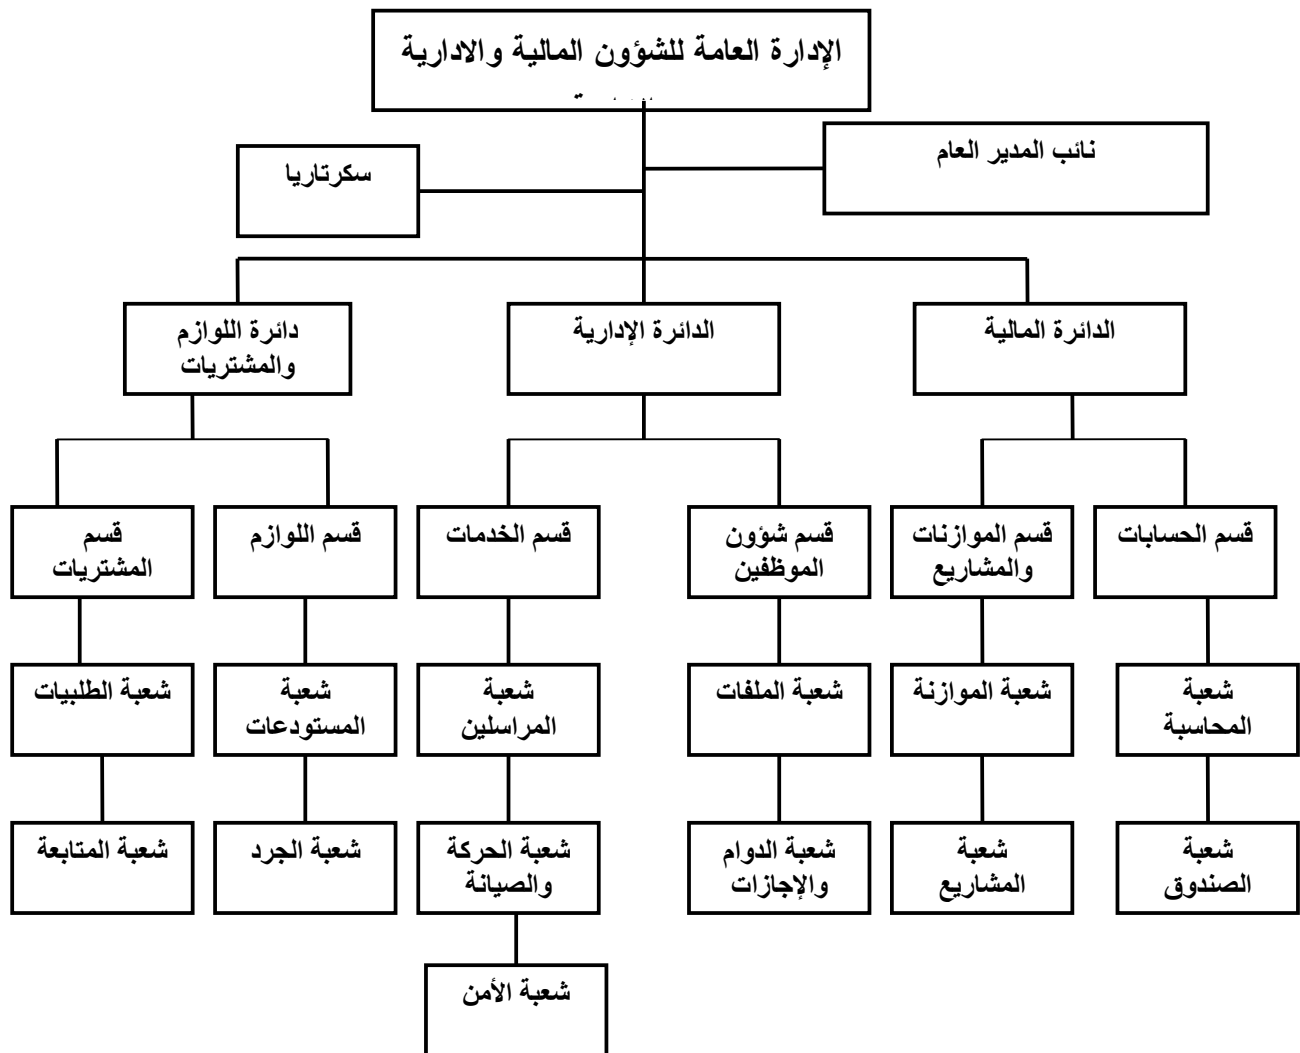 الإدارة العامة للشؤون المالية والادارية
نائب المدير العام
سكرتاريا
الدائرة المالية
الدائرة الإدارية
دائرة اللوازم
والمشتريات
قسم الحسابات
قسم الموازنات
والمشاريع
قسم شؤون
الموظفين
قسم الخدمات
قسم اللوازم
قسم
المشتريات
شعبة
المحاسبة
شعبة الموازنة
شعبة الملفات
شعبة
المراسلين
شعبة
المستودعات
شعبة الطلبيات
شعبة
الصندوق
شعبة
المشاريع
شعبة الدوام
والإجازات
شعبة الحركة
والصيانة
شعبة الجرد
شعبة المتابعة
شعبة الأمن